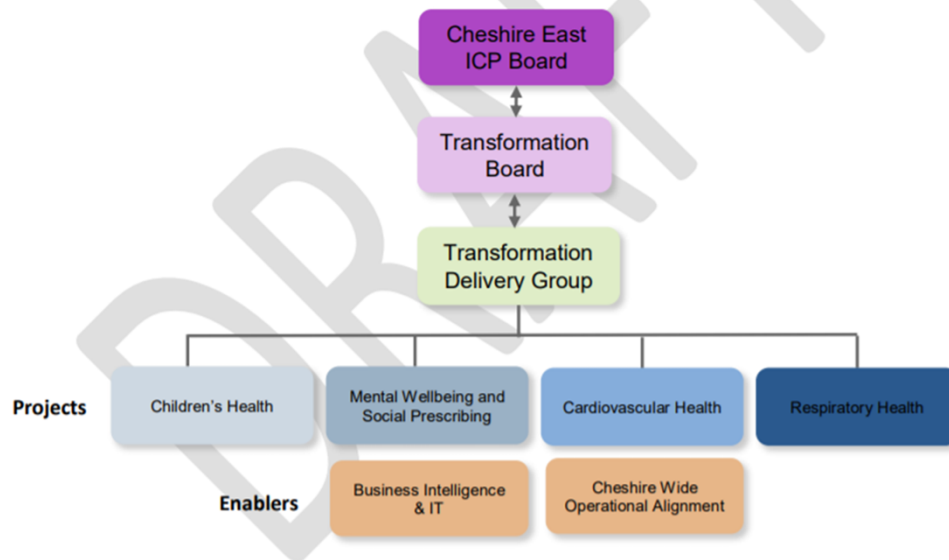 DRAFT
Cheshire East
ICP Board
Transformation
Board
Transformation
Delivery Group
Projects
Children's Health
Mental Wellbeing and
Social Prescribing
Cardiovascular Health
Respiratory Health
Enablers
Business Intelligence
& IT
Cheshire Wide
Operational Alignment